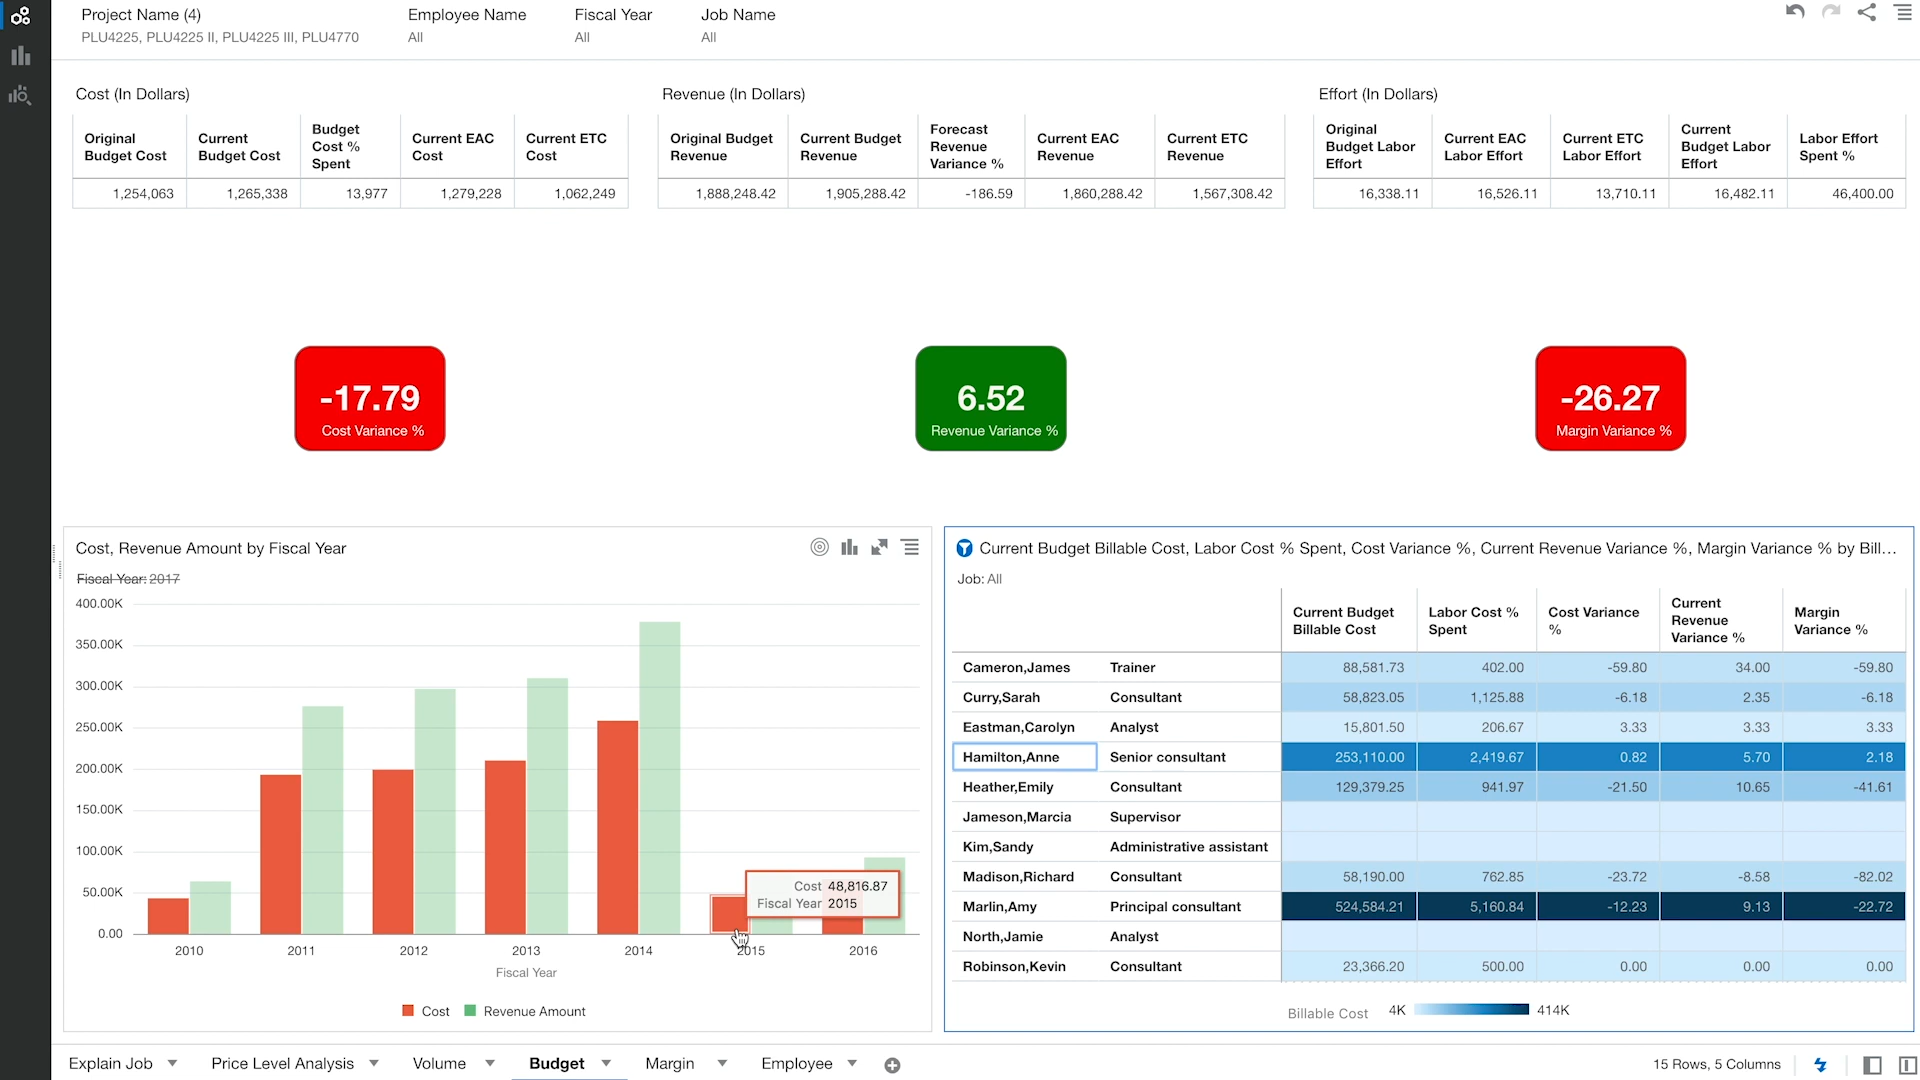 Project Name (4)
PLU4225, PLU4225 II, PLU4225 III, PLU4770
Employee Name
All
Fiscal Year
All
Job Name
All
Cost (In Dollars)
Original Budget Cost
Current Budget Cost
Budget Cost % Spent
Current EAC Cost
Current ETC Cost
1,254,063
1,265,338
13,977
1,279,228
1,062,249
Revenue (In Dollars)
Original Budget Revenue
Current Budget Revenue
Forecast Revenue Variance %
Current EAC Revenue
Current ETC Revenue
1,888,248.42
1,905,288.42
-186.59
1,860,288.42
1,567,308.42
Effort (In Dollars)
Original Budget Labor Effort
Current EAC Labor Effort
Current ETC Labor Effort
Current Budget Labor Effort
Labor Effort Spent %
16,338.11
16,526.11
13,710.11
16,482.11
46,400.00
-17.79
Cost Variance %
6.52
Revenue Variance %
-26.27
Margin Variance %
Cost, Revenue Amount by Fiscal Year
Fiscal Year: 2017
400.00K
350.00K
300.00K
250.00K
200.00K
150.00K
100.00K
50.00K
0.00
Cost 48,816.87
Fiscal Year 2015
2010 2011 2012 2013 2014 2015 2016
Fiscal Year
Cost Revenue Amount
Current Budget Billable Cost, Labor Cost % Spent, Cost Variance %, Current Revenue Variance %, Margin Variance % by Bill...
Job: All
Current Budget Billable Cost
Labor Cost % Spent
Cost Variance %
Current Revenue Variance %
Margin Variance %
Cameron,James Trainer 88,581.73 402.00 -59.80 34.00 -59.80
Curry,Sarah Consultant 58,823.05 1,125.88 -6.18 2.35 -6.18
Eastman,Carolyn Analyst 15,801.50 206.67 3.33 3.33 3.33
Hamilton,Anne Senior consultant 253,110.00 2,419.67 0.82 5.70 2.18
Heather,Emily Consultant 129,379.25 941.97 -21.50 10.65 -41.61
Jameson,Marcia Supervisor
Kim,Sandy Administrative assistant
Madison,Richard Consultant 58,190.00 762.85 -23.72 -8.58 -82.02
Marlin,Amy Principal consultant 524,584.21 5,160.84 -12.23 9.13 -22.72
North,Jamie Analyst
Robinson,Kevin Consultant 23,366.20 500.00 0.00 0.00 0.00
Billable Cost 4K 414K
Explain Job Price Level Analysis Volume Budget Margin Employee
15 Rows, 5 Columns